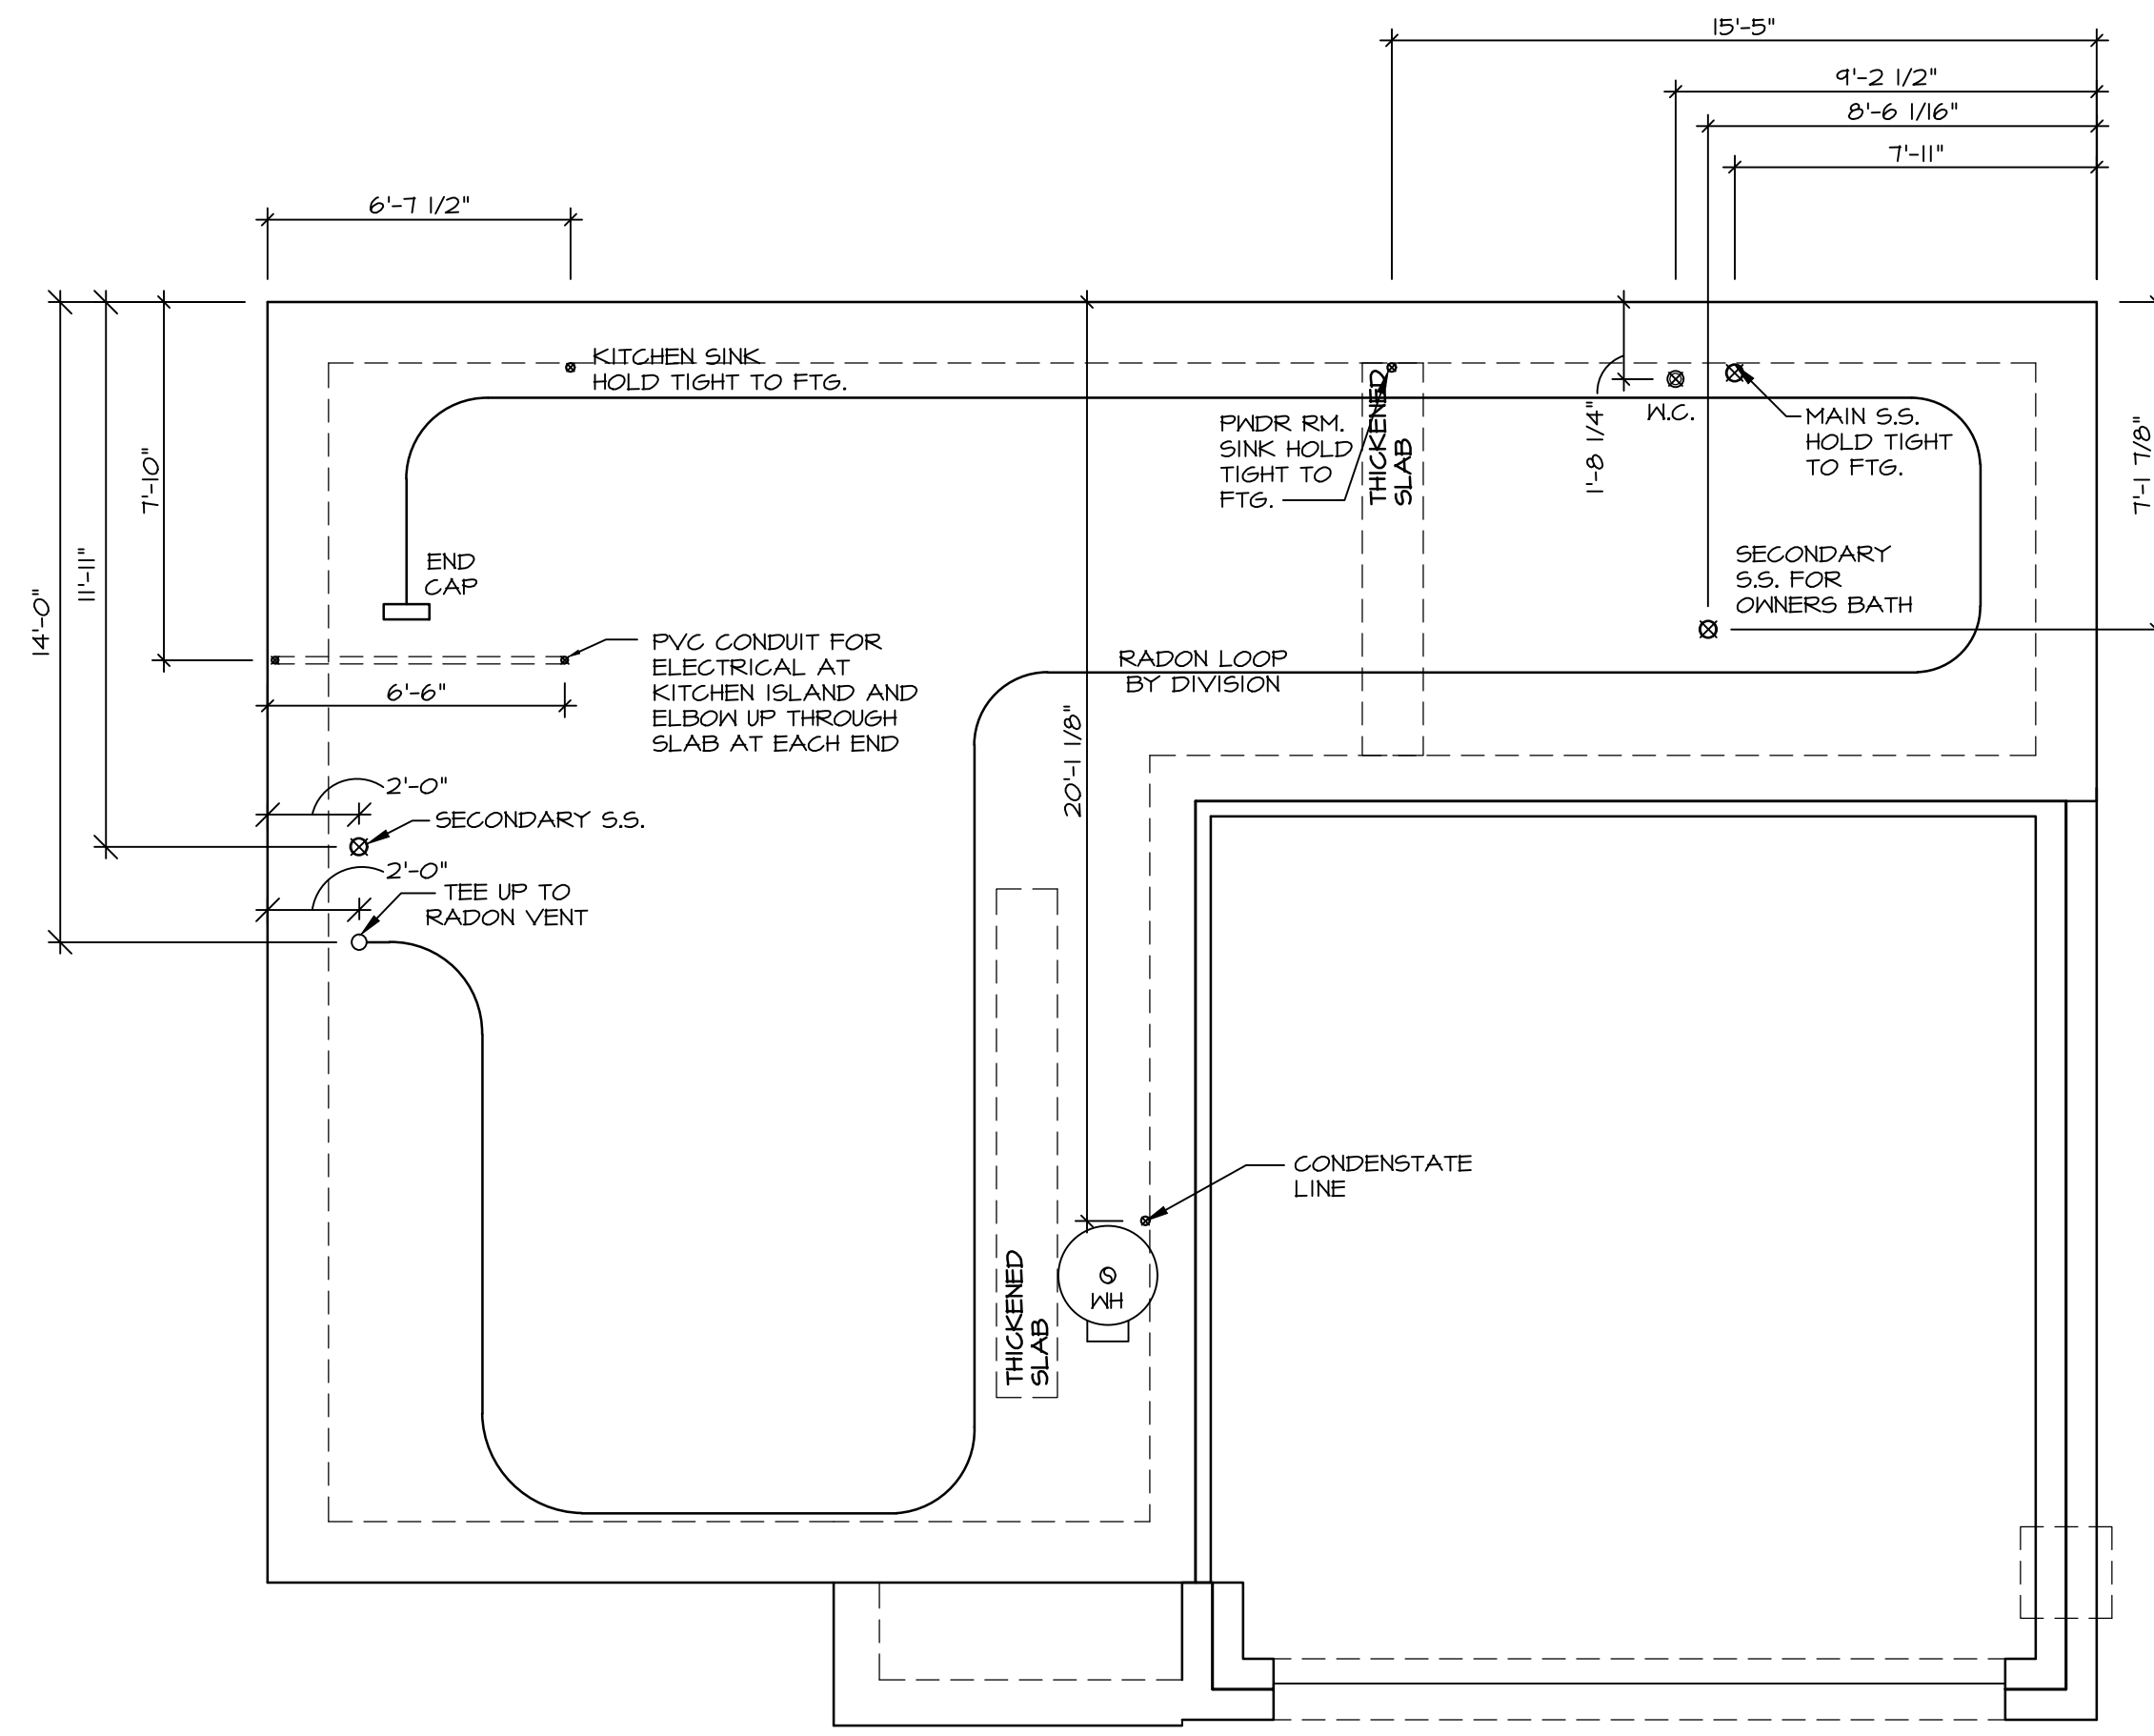 15'-5"
9'-2 1/2"
8'-6 1/16"
7'-11"
6'-7 1/2"
KITCHEN SINK
HOLD TIGHT TO FTG.
PWDR RM.
SINK HOLD
TIGHT TO
FTG.
THICKENED
SLAB
1'-8 1/4"
W.C.
MAIN S.S.
HOLD TIGHT
TO FTG.
7'-1 7/8"
7'-10"
11'-11"
14'-0"
END
CAP
SECONDARY
S.S. FOR
OWNERS BATH
PVC CONDUIT FOR
ELECTRICAL AT
KITCHEN ISLAND AND
ELBOW UP THROUGH
SLAB AT EACH END
6'-6"
RADON LOOP
BY DIVISION
20'-1 1/8"
2'-0"
SECONDARY S.S.
2'-0"
TEE UP TO
RADON VENT
CONDENSTATE
LINE
THICKENED
SLAB
WH